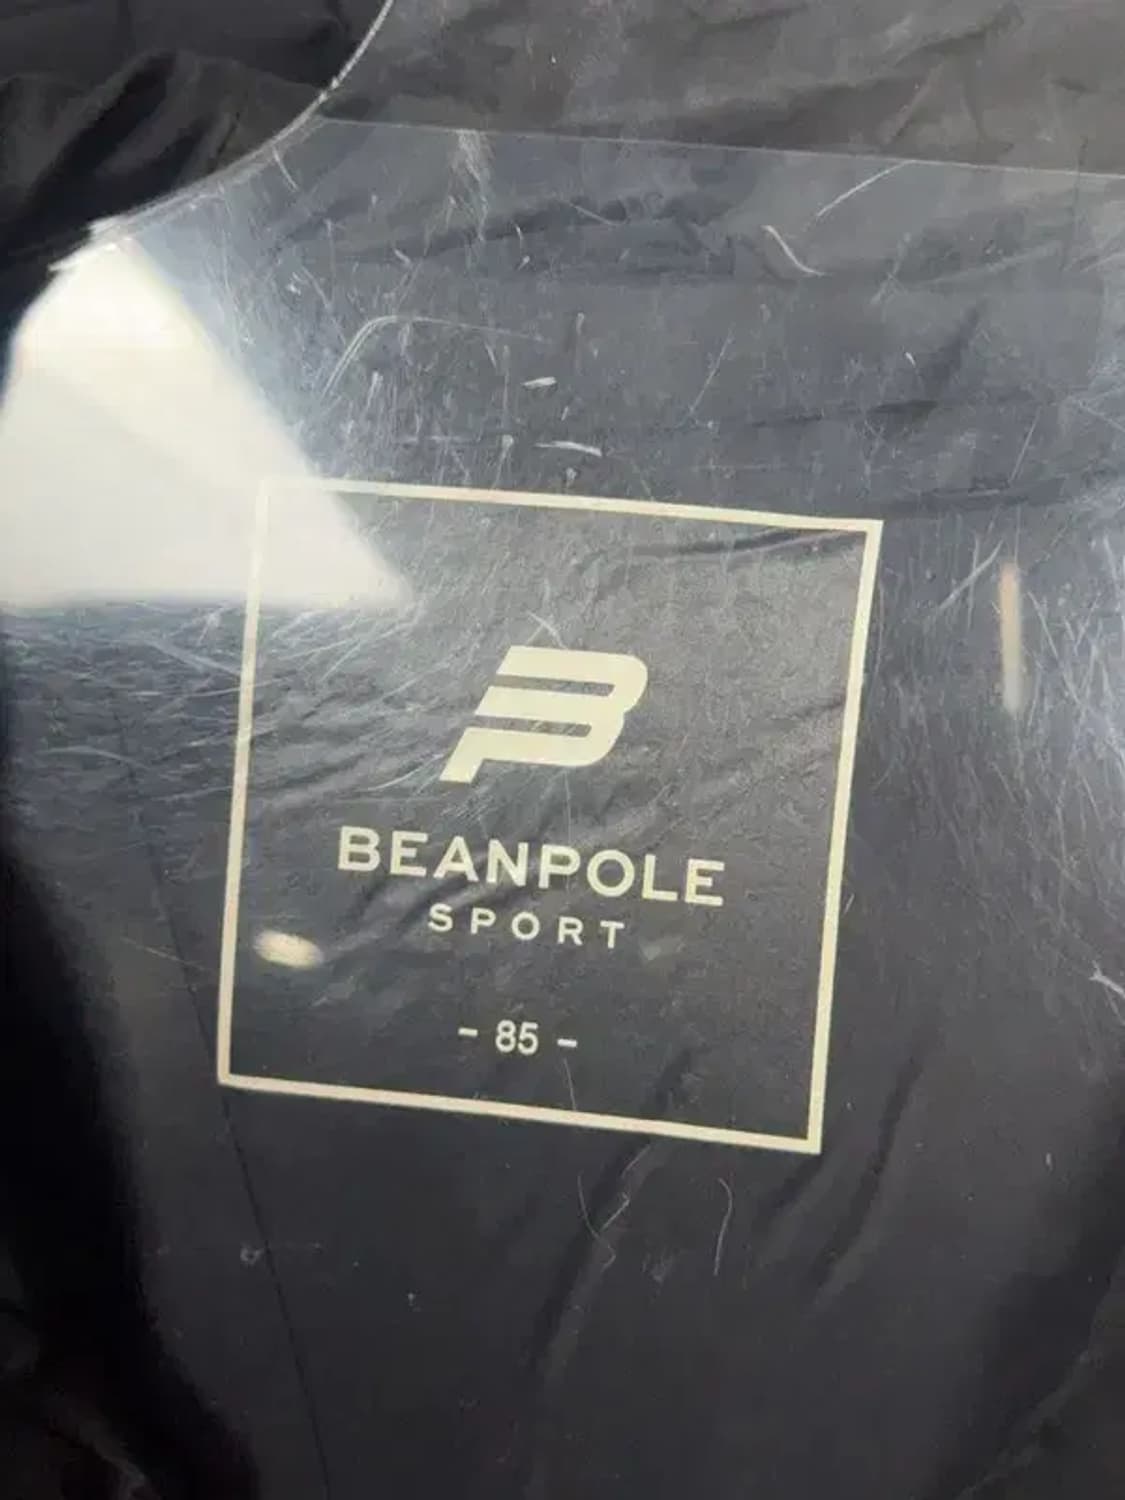 BEANPOLE
SPORT
- 85 -